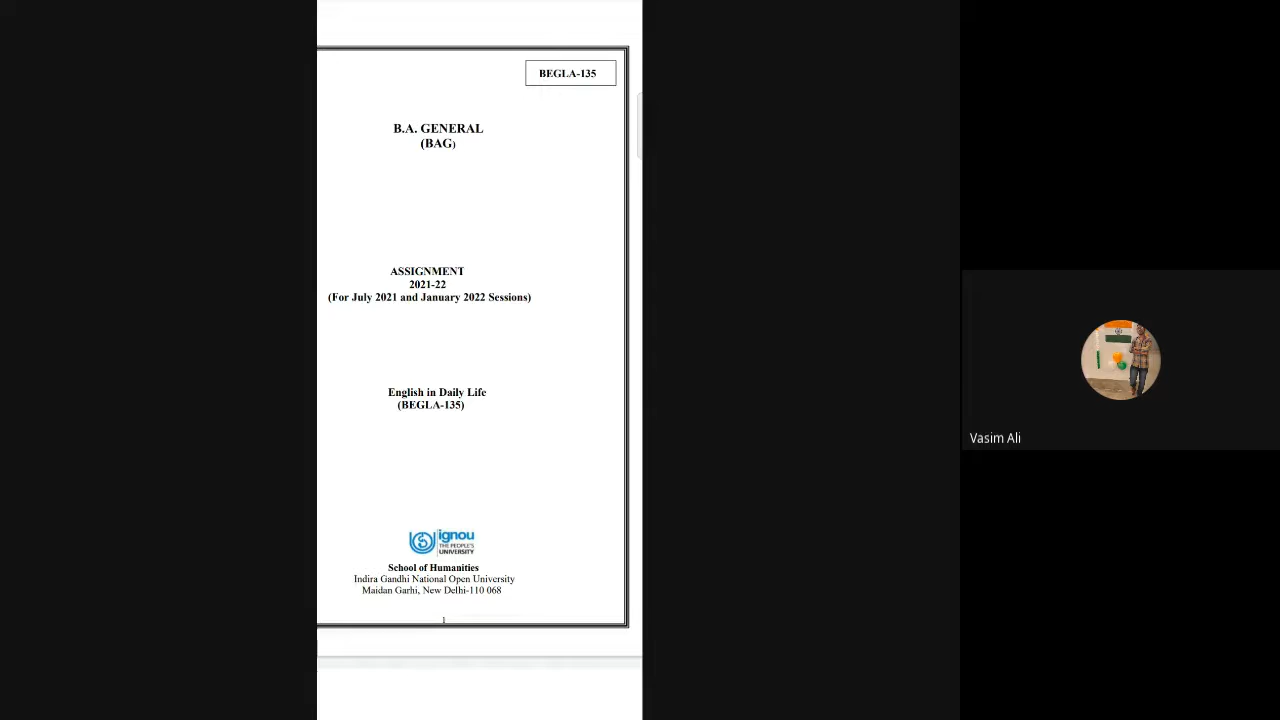 BEGLA-135
B.A. GENERAL
(BAG)
ASSIGNMENT
2021-22
(For July 2021 and January 2022 Sessions)
English in Daily Life
(BEGLA-135)
ignou
THE PEOPLE'S
UNIVERSITY
School of Humanities
Indira Gandhi National Open University
Maidan Garhi, New Delhi-110 068
1
Vasim Ali